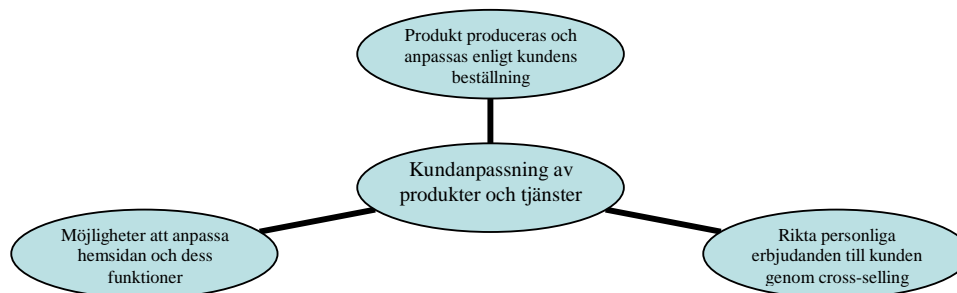 Produkt produceras och
anpassas enligt kundens
beställning
Kundanpassning av
produkter och tjänster
Möjligheter att anpassa
hemsidan och dess
funktioner
Rikta personliga
erbjudanden till kunden
genom cross-selling